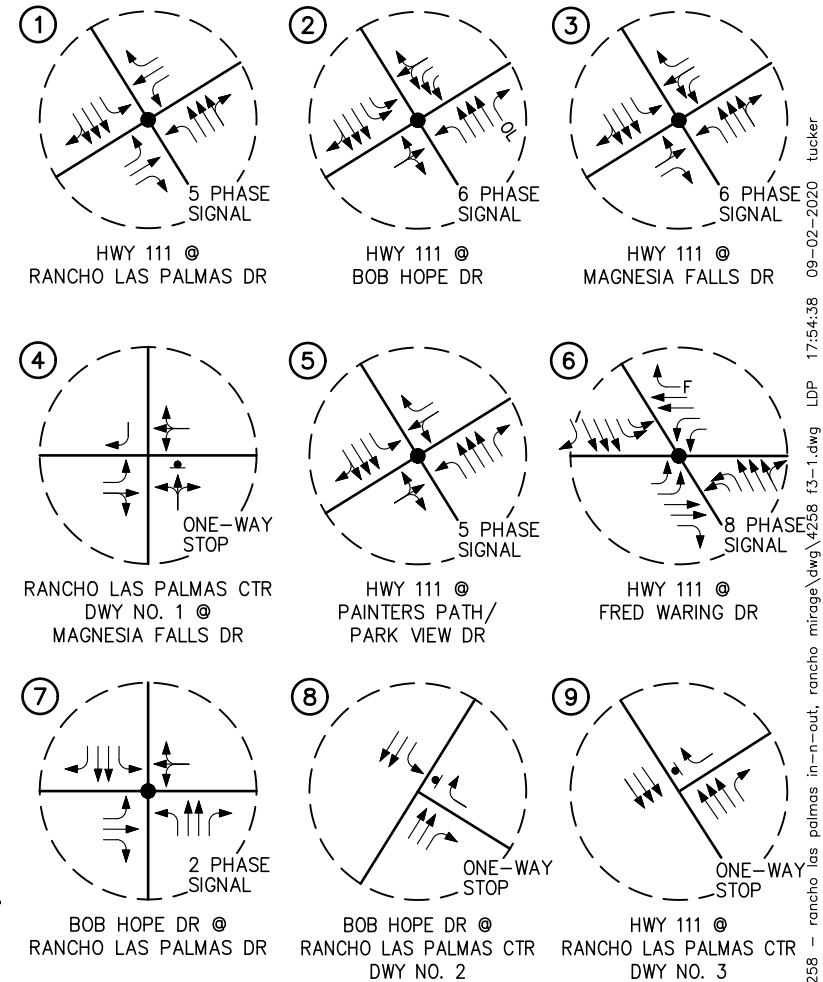 1
5 PHASE
SIGNAL
HWY 111 @
RANCHO LAS PALMAS DR
2
OL
6 PHASE
SIGNAL
HWY 111 @
BOB HOPE DR
3
6 PHASE
SIGNAL
HWY 111 @
MAGNESIA FALLS DR
4
ONE-WAY
STOP
RANCHO LAS PALMAS CTR
DWY NO. 1 @
MAGNESIA FALLS DR
5
5 PHASE
SIGNAL
HWY 111 @
PAINTERS PATH/
PARK VIEW DR
6
F
8 PHASE
SIGNAL
HWY 111 @
FRED WARING DR
7
2 PHASE
SIGNAL
BOB HOPE DR @
RANCHO LAS PALMAS DR
8
ONE-WAY
STOP
BOB HOPE DR @
RANCHO LAS PALMAS CTR
DWY NO. 2
9
ONE-WAY
STOP
HWY 111 @
RANCHO LAS PALMAS CTR
DWY NO. 3
258 - rancho las palmas in-n-out, rancho mirage\dwg\4258 f3-1.dwg LDP 17:54:38 09-02-2020 tucker